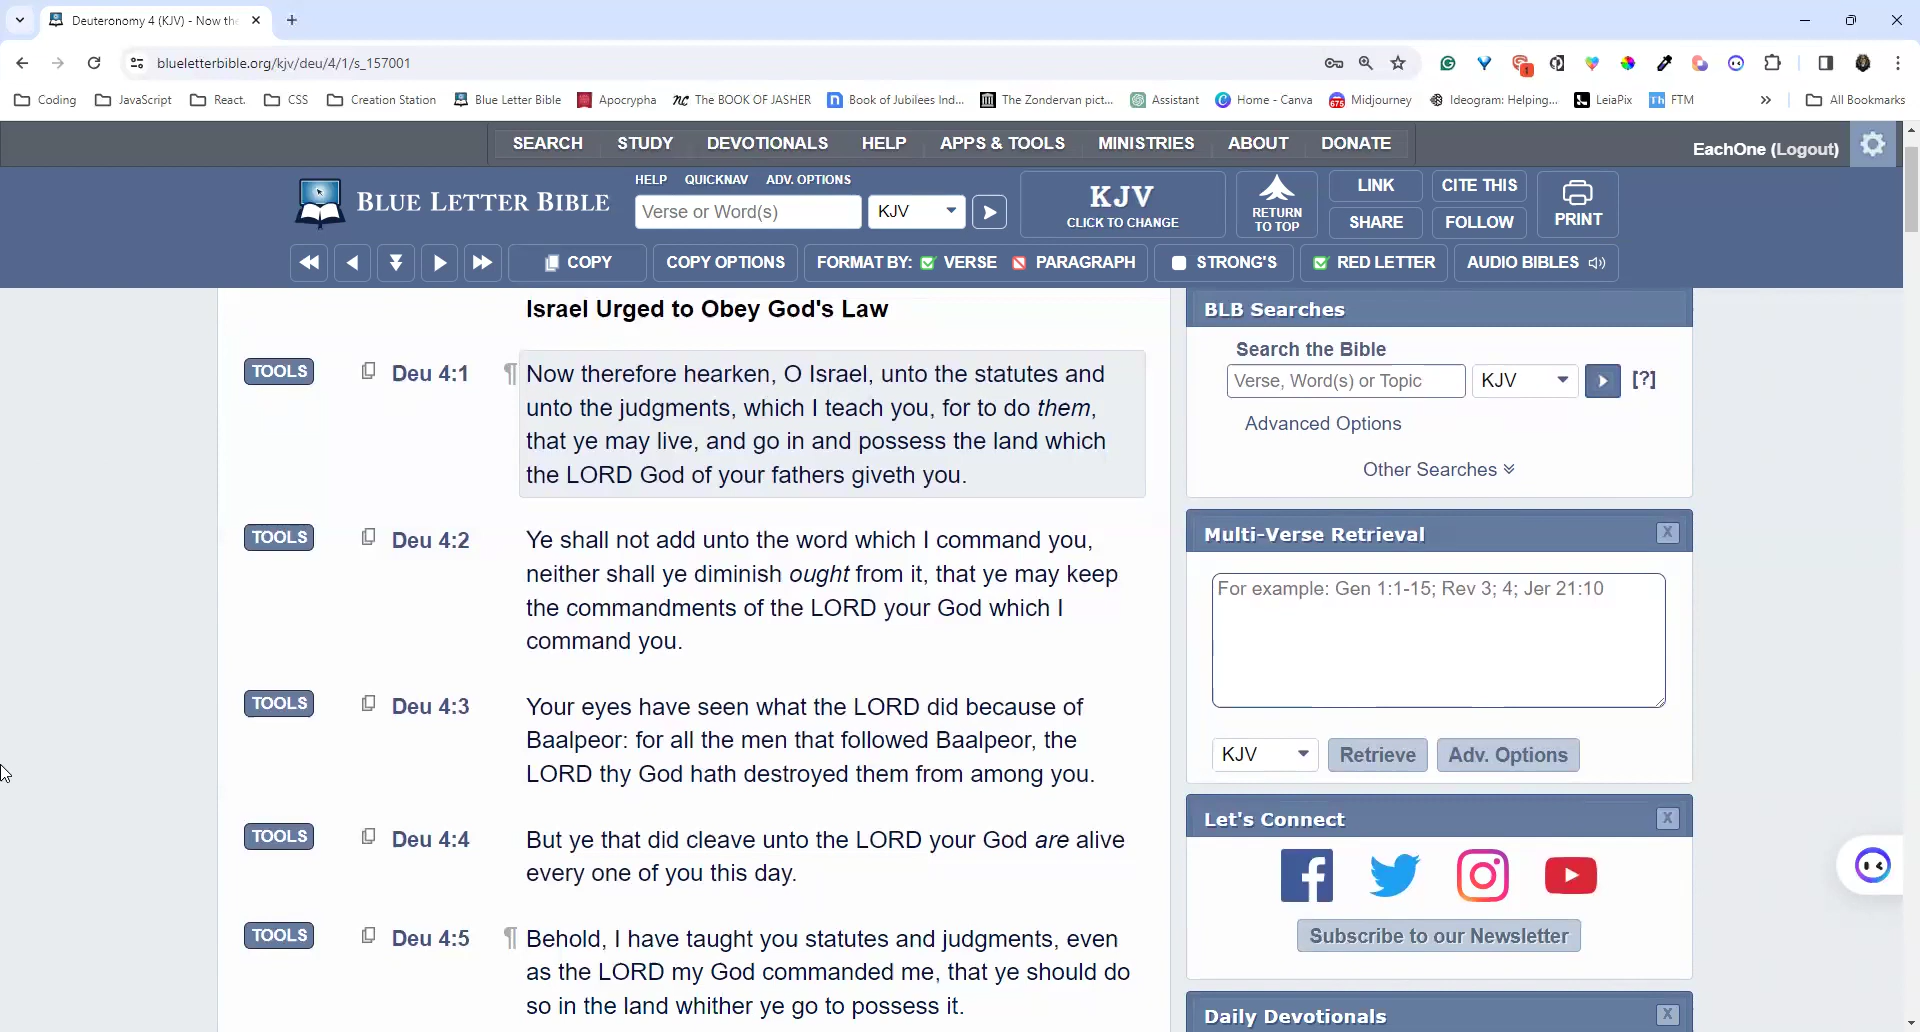 Deuteronomy 4 (KJV) - Now the
blueletterbible.org/kjv/deu/4/1/s_157001
1
Coding JavaScript React. CSS Creation Station Blue Letter Bible Apocrypha The BOOK OF JASHER Book of Jubilees Ind... The Zondervan pict... Assistant Home - Canva Midjourney Ideogram: Helping... LeiaPix FTM » All Bookmarks
SEARCH STUDY DEVOTIONALS HELP APPS & TOOLS MINISTRIES ABOUT DONATE
EachOne (Logout)
BLUE LETTER BIBLE
HELP QUICKNAV ADV. OPTIONS
Verse or Word(s) KJV
KJV
CLICK TO CHANGE
RETURN
TO TOP
LINK CITE THIS
SHARE FOLLOW
PRINT
COPY COPY OPTIONS FORMAT BY: VERSE PARAGRAPH STRONG'S RED LETTER AUDIO BIBLES
Israel Urged to Obey God's Law
TOOLS Deu 4:1 ¶ Now therefore hearken, O Israel, unto the statutes and
unto the judgments, which I teach you, for to do them,
that ye may live, and go in and possess the land which
the LORD God of your fathers giveth you.
TOOLS Deu 4:2 Ye shall not add unto the word which I command you,
neither shall ye diminish ought from it, that ye may keep
the commandments of the LORD your God which I
command you.
TOOLS Deu 4:3 Your eyes have seen what the LORD did because of
Baalpeor: for all the men that followed Baalpeor, the
LORD thy God hath destroyed them from among you.
TOOLS Deu 4:4 But ye that did cleave unto the LORD your God are alive
every one of you this day.
TOOLS Deu 4:5 ¶ Behold, I have taught you statutes and judgments, even
as the LORD my God commanded me, that ye should do
so in the land whither ye go to possess it.
BLB Searches
Search the Bible
Verse, Word(s) or Topic KJV [?]
Advanced Options
Other Searches
Multi-Verse Retrieval X
For example: Gen 1:1-15; Rev 3; 4; Jer 21:10
KJV Retrieve Adv. Options
Let's Connect X
Subscribe to our Newsletter
Daily Devotionals X